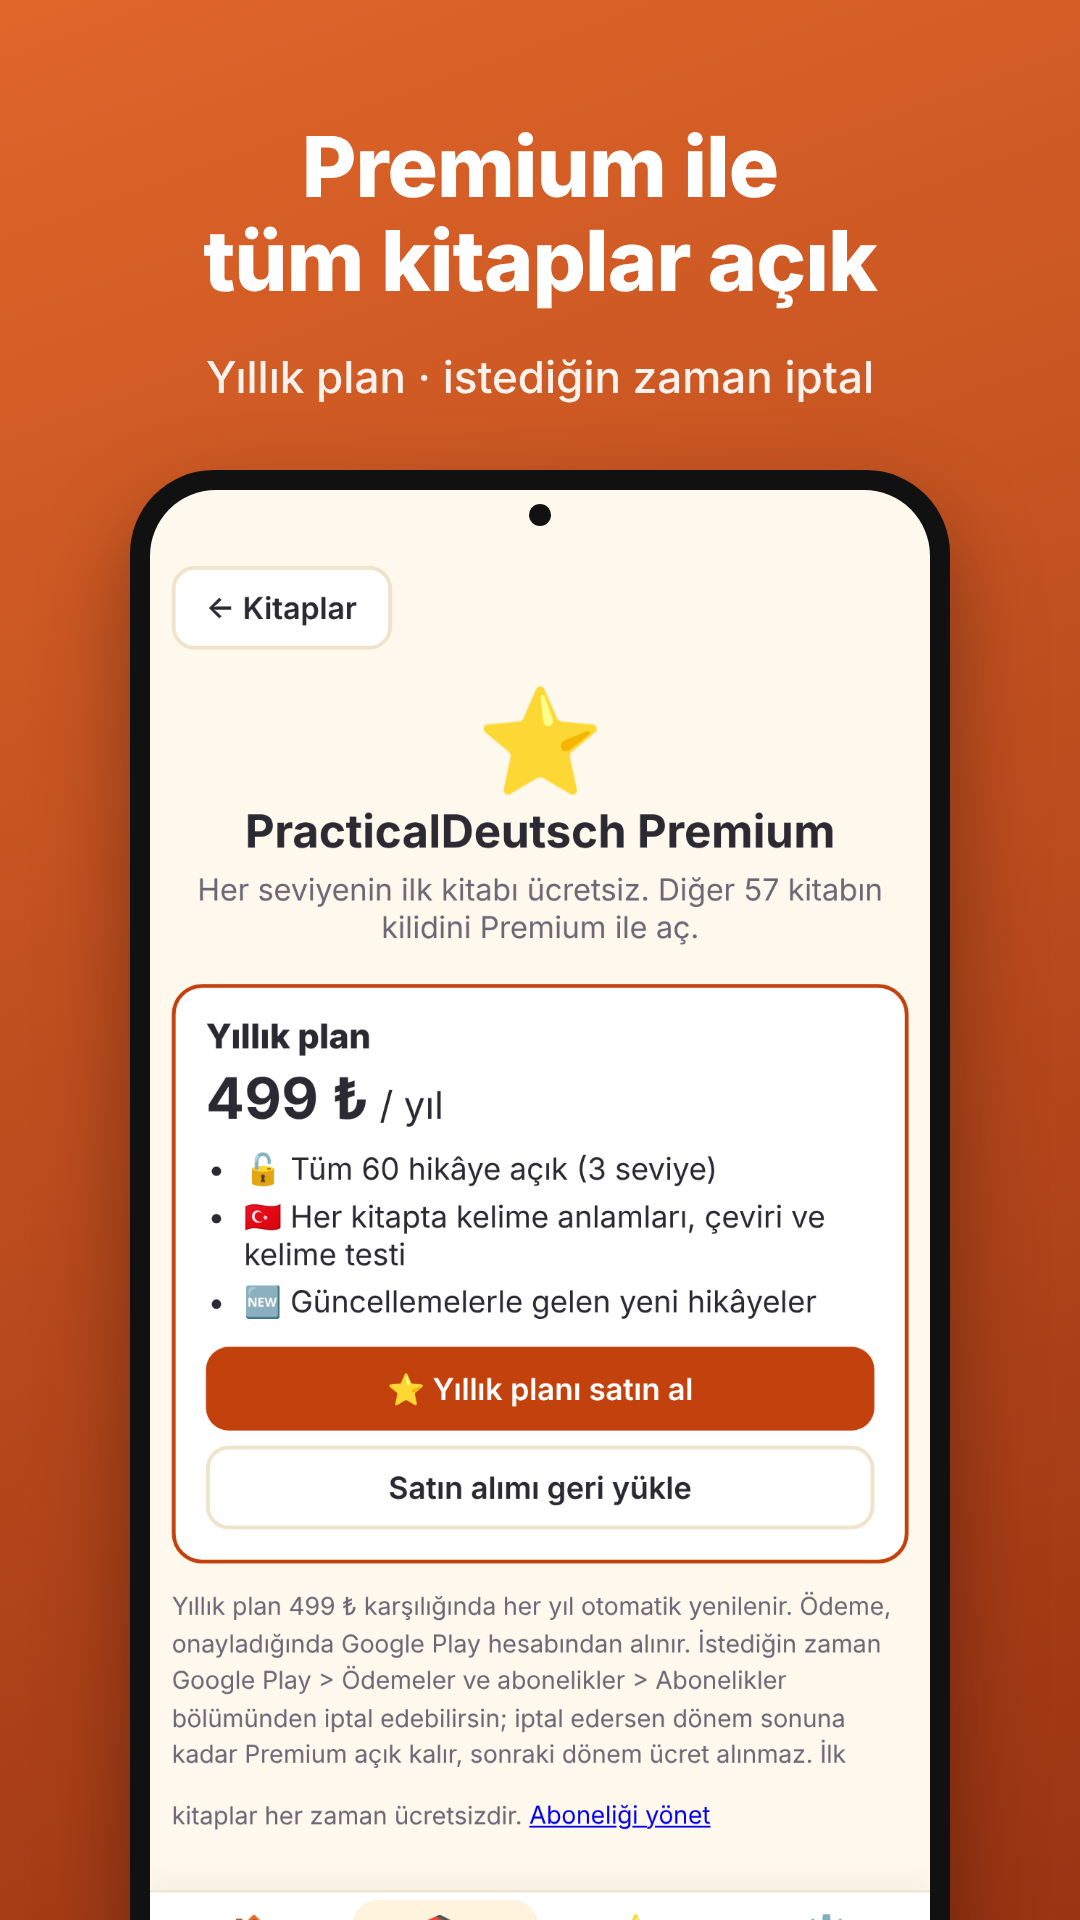 Premium ile
tüm kitaplar açık
Yıllık plan · istediğin zaman iptal
← Kitaplar
PracticalDeutsch Premium
Her seviyenin ilk kitabı ücretsiz. Diğer 57 kitabın
kilidini Premium ile aç.
Yıllık plan
499 ₺ / yıl
• 🔓 Tüm 60 hikâye açık (3 seviye)
• 🇹🇷 Her kitapta kelime anlamları, çeviri ve
kelime testi
• 🆕 Güncellemelerle gelen yeni hikâyeler
⭐ Yıllık planı satın al
Satın alımı geri yükle
Yıllık plan 499 ₺ karşılığında her yıl otomatik yenilenir. Ödeme,
onayladığında Google Play hesabından alınır. İstediğin zaman
Google Play > Ödemeler ve abonelikler > Abonelikler
bölümünden iptal edebilirsin; iptal edersen dönem sonuna
kadar Premium açık kalır, sonraki dönem ücret alınmaz. İlk
kitaplar her zaman ücretsizdir. Aboneliği yönet